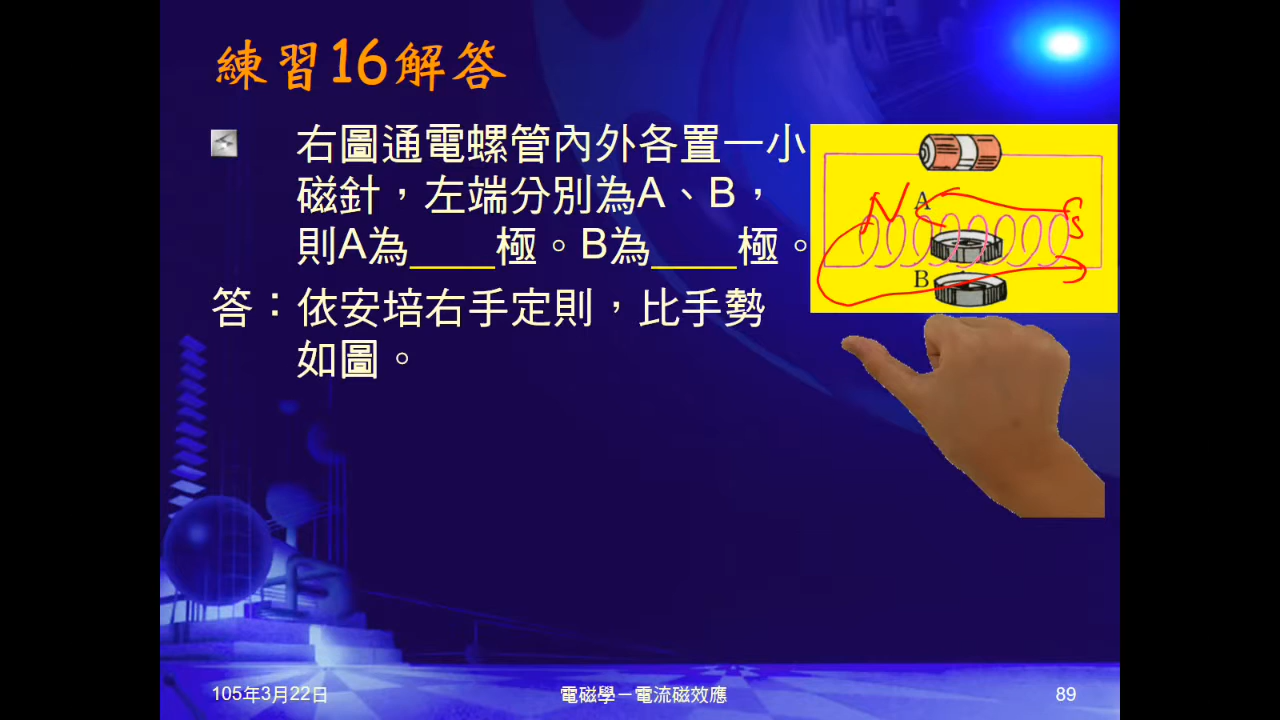 練習16解答
右圖通電螺管內外各置一小
磁針，左端分別為A、B，
則A為____極。B為____極。
答：依安培右手定則，比手勢
如圖。
N
A
S
B
105年3月22日
電磁學－電流磁效應
89